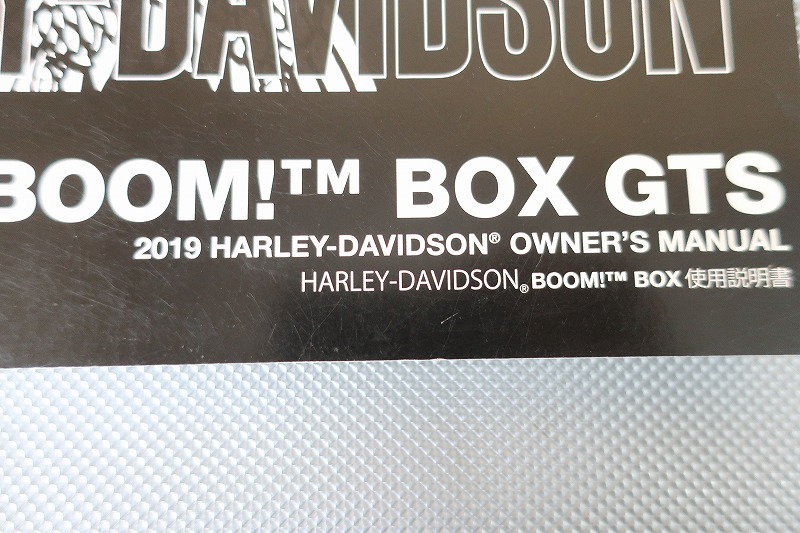 Y-DAVIDSON
BOOM!™ BOX GTS
2019 HARLEY-DAVIDSON® OWNER'S MANUAL
HARLEY-DAVIDSON® BOOM!™ BOX 使用説明書